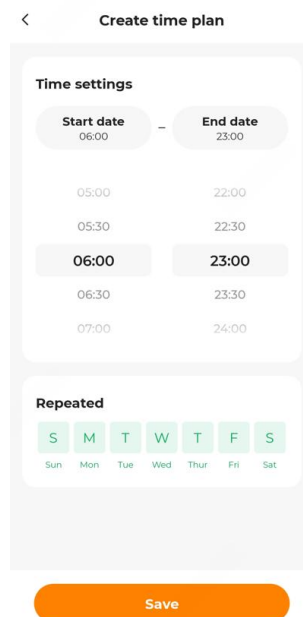 Create time plan
Time settings
Start date – End date
06:00 23:00
05:00 22:00
05:30 22:30
06:00 23:00
06:30 23:30
07:00 24:00
Repeated
S M T W T F S
Sun Mon Tue Wed Thur Fri Sat
Save